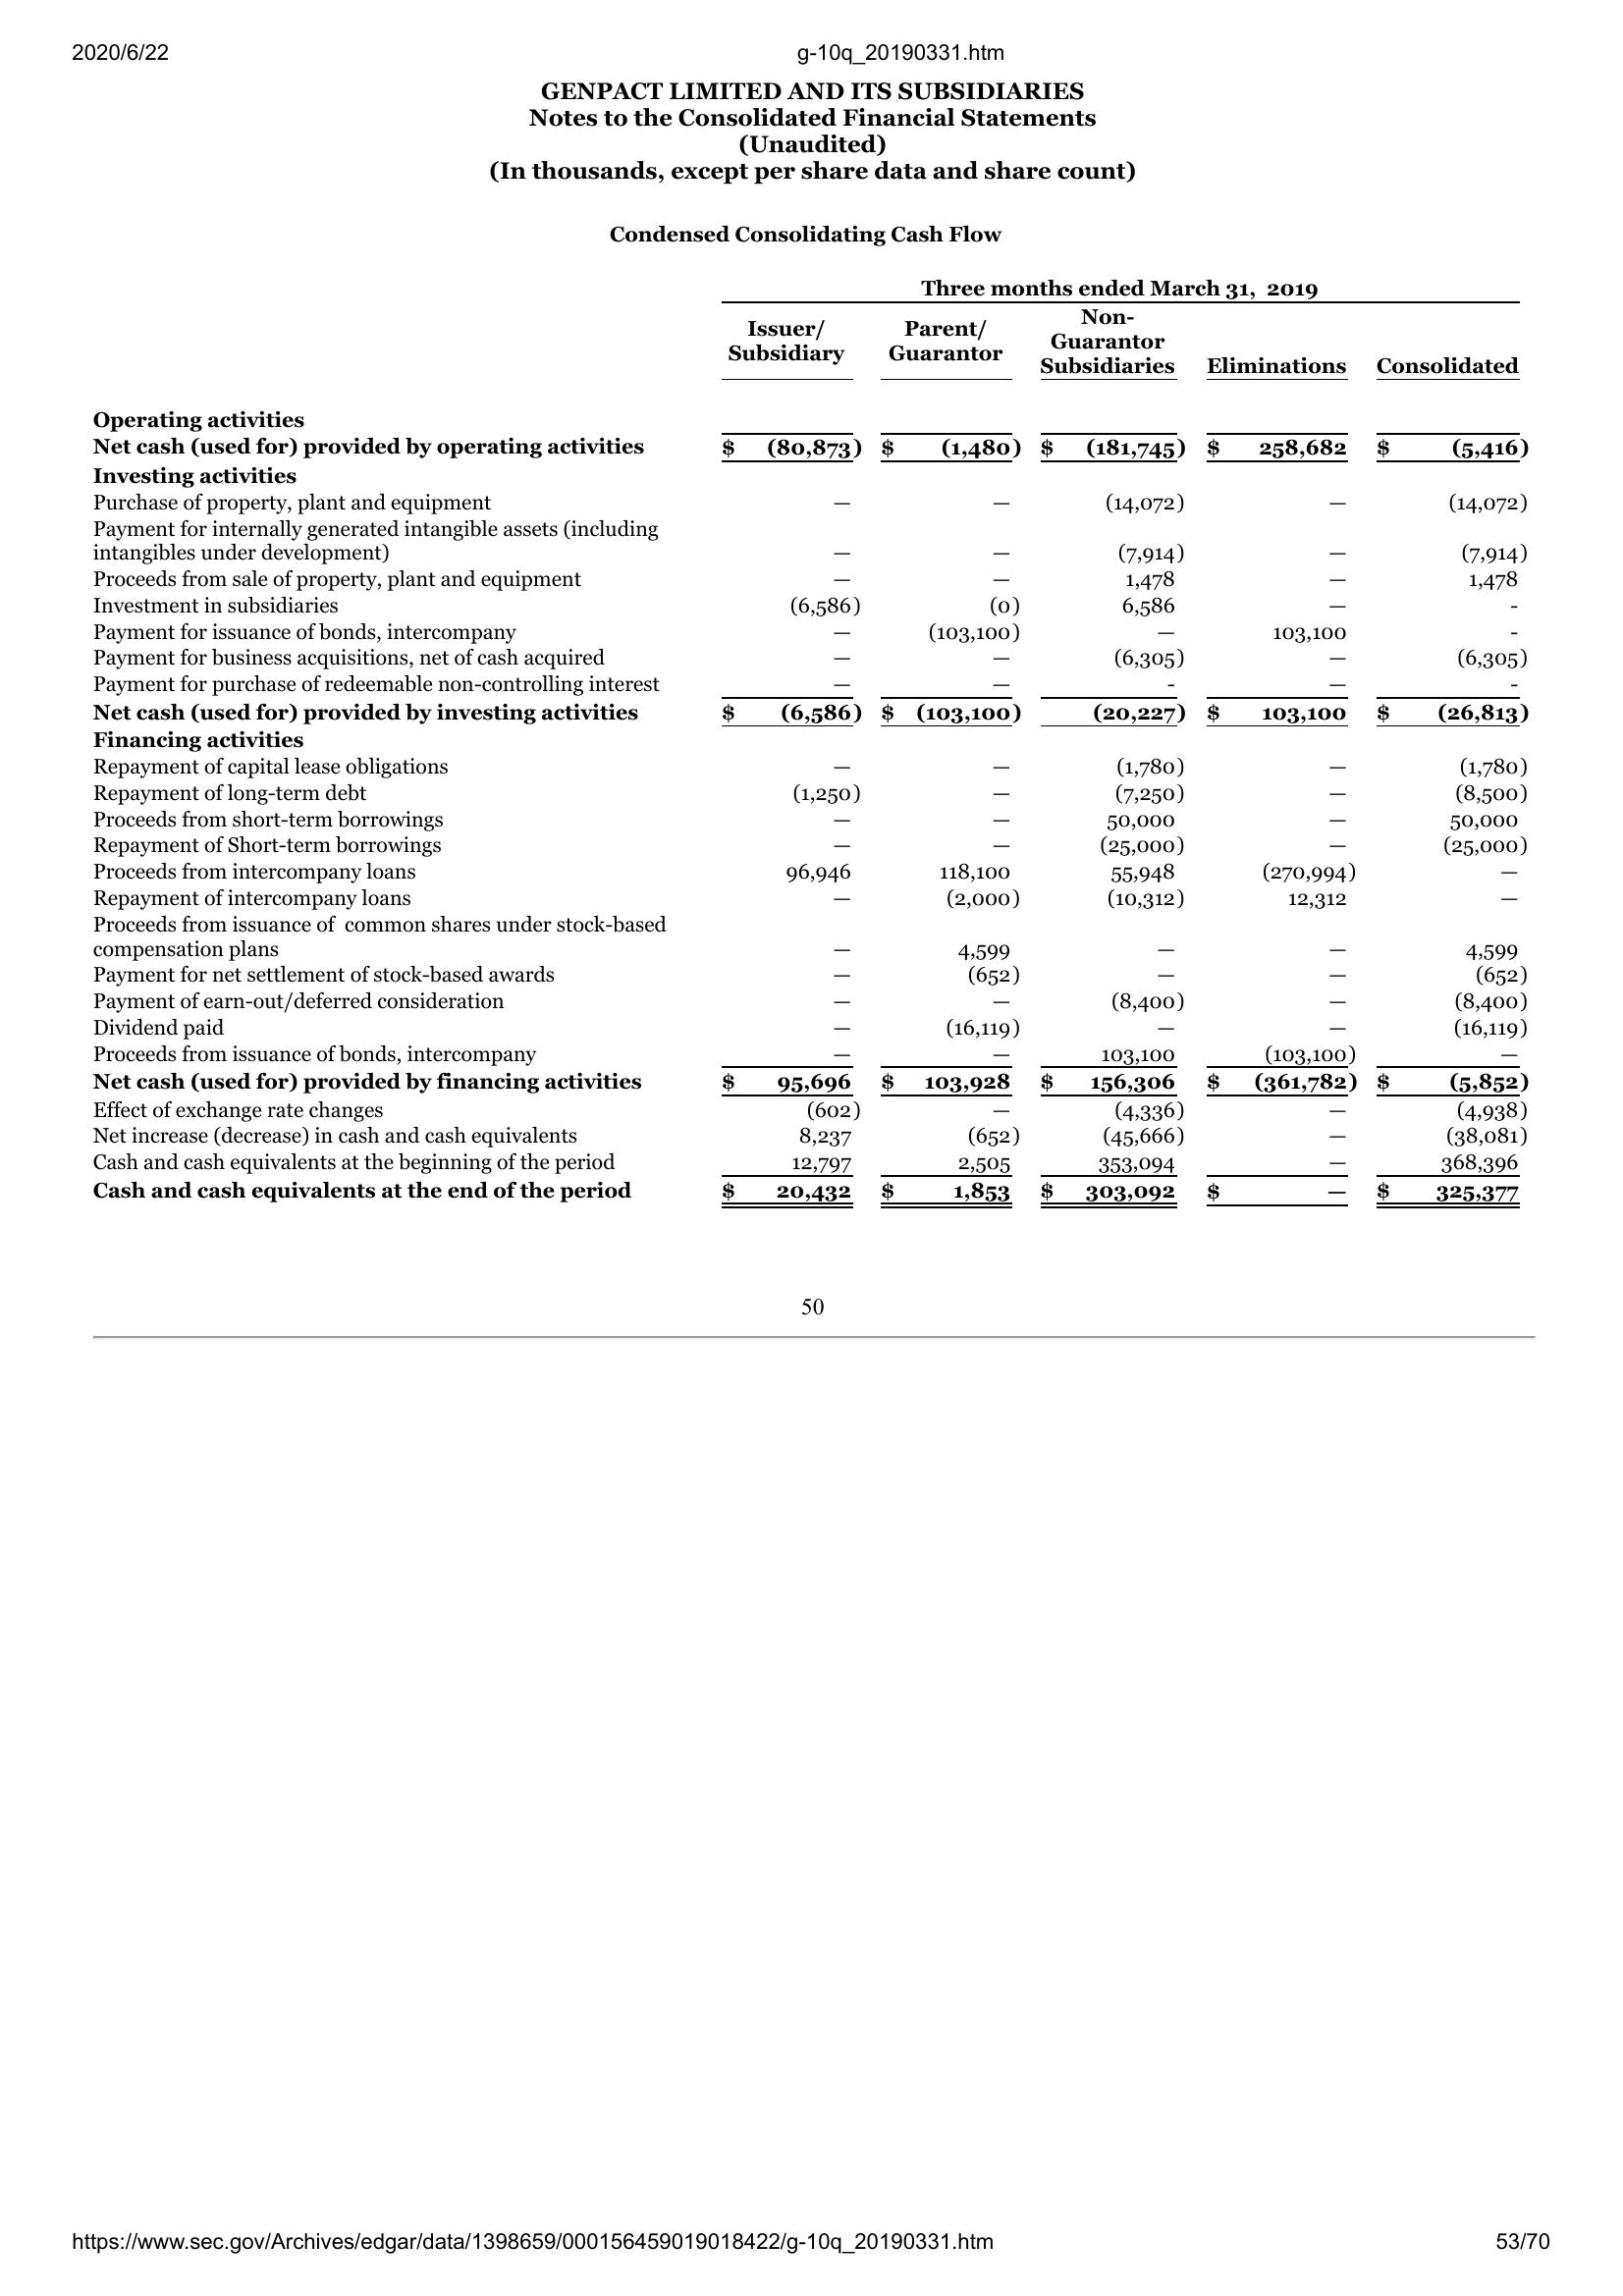 2020/6/22 g-10q_20190331.htm
GENPACT LIMITED AND ITS SUBSIDIARIES
Notes to the Consolidated Financial Statements
(Unaudited)
(In thousands, except per share data and share count)
Condensed Consolidating Cash Flow
Three months ended March 31, 2019
Issuer/ Subsidiary Parent/ Guarantor Non-Guarantor Subsidiaries Eliminations Consolidated
Operating activities
Net cash (used for) provided by operating activities $ (80,873) $ (1,480) $ (181,745) $ 258,682 $ (5,416)
Investing activities
Purchase of property, plant and equipment — — (14,072) — (14,072)
Payment for internally generated intangible assets (including
intangibles under development) — — (7,914) — (7,914)
Proceeds from sale of property, plant and equipment — — 1,478 — 1,478
Investment in subsidiaries (6,586) (0) 6,586 — -
Payment for issuance of bonds, intercompany — (103,100) — 103,100 -
Payment for business acquisitions, net of cash acquired — — (6,305) — (6,305)
Payment for purchase of redeemable non-controlling interest — — - — -
Net cash (used for) provided by investing activities $ (6,586) $ (103,100) (20,227) $ 103,100 $ (26,813)
Financing activities
Repayment of capital lease obligations — — (1,780) — (1,780)
Repayment of long-term debt (1,250) — (7,250) — (8,500)
Proceeds from short-term borrowings — — 50,000 — 50,000
Repayment of Short-term borrowings — — (25,000) — (25,000)
Proceeds from intercompany loans 96,946 118,100 55,948 (270,994) —
Repayment of intercompany loans — (2,000) (10,312) 12,312 —
Proceeds from issuance of common shares under stock-based
compensation plans — 4,599 — — 4,599
Payment for net settlement of stock-based awards — (652) — — (652)
Payment of earn-out/deferred consideration — — (8,400) — (8,400)
Dividend paid — (16,119) — — (16,119)
Proceeds from issuance of bonds, intercompany — — 103,100 (103,100) —
Net cash (used for) provided by financing activities $ 95,696 $ 103,928 $ 156,306 $ (361,782) $ (5,852)
Effect of exchange rate changes (602) — (4,336) — (4,938)
Net increase (decrease) in cash and cash equivalents 8,237 (652) (45,666) — (38,081)
Cash and cash equivalents at the beginning of the period 12,797 2,505 353,094 — 368,396
Cash and cash equivalents at the end of the period $ 20,432 $ 1,853 $ 303,092 $ — $ 325,377
50
https://www.sec.gov/Archives/edgar/data/1398659/000156459019018422/g-10q_20190331.htm 53/70